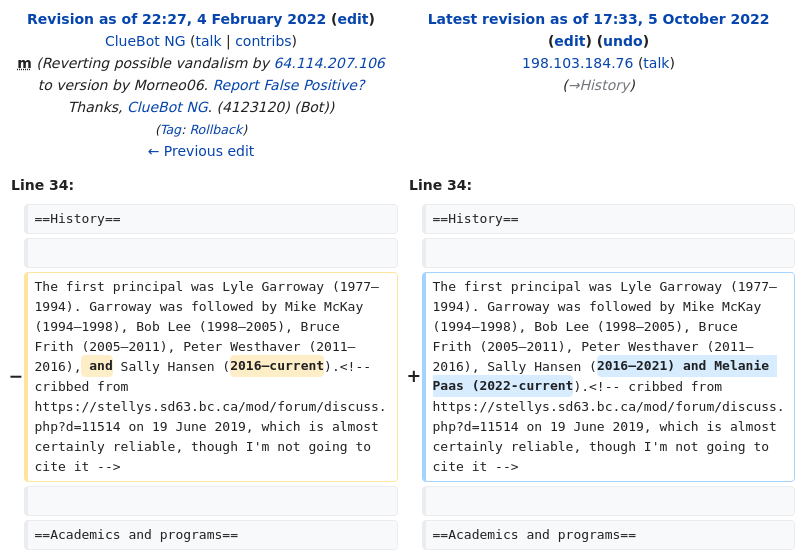 Revision as of 22:27, 4 February 2022 (edit)
ClueBot NG (talk | contribs)
m (Reverting possible vandalism by 64.114.207.106
to version by Morneo06. Report False Positive?
Thanks, ClueBot NG. (4123120) (Bot))
(Tag: Rollback)
← Previous edit
Latest revision as of 17:33, 5 October 2022
(edit) (undo)
198.103.184.76 (talk)
(→History)
Line 34:
==History==
− The first principal was Lyle Garroway (1977–
1994). Garroway was followed by Mike McKay
(1994–1998), Bob Lee (1998–2005), Bruce
Frith (2005–2011), Peter Westhaver (2011–
2016), and Sally Hansen (2016–current).<!--
cribbed from
https://stellys.sd63.bc.ca/mod/forum/discuss.
php?d=11514 on 19 June 2019, which is almost
certainly reliable, though I'm not going to
cite it -->
==Academics and programs==
Line 34:
==History==
+ The first principal was Lyle Garroway (1977–
1994). Garroway was followed by Mike McKay
(1994–1998), Bob Lee (1998–2005), Bruce
Frith (2005–2011), Peter Westhaver (2011–
2016), Sally Hansen (2016–2021) and Melanie
Paas (2022-current).<!-- cribbed from
https://stellys.sd63.bc.ca/mod/forum/discuss.
php?d=11514 on 19 June 2019, which is almost
certainly reliable, though I'm not going to
cite it -->
==Academics and programs==